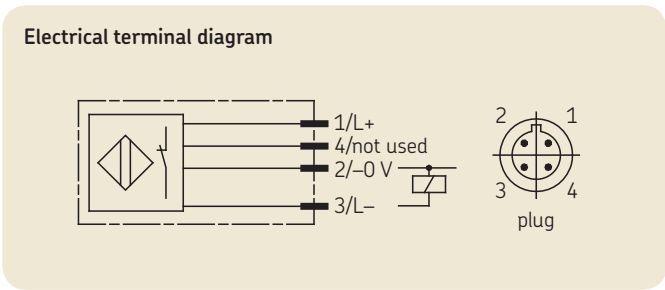 Electrical terminal diagram
1/L+
4/not used
2/–0 V
3/L–
2 1
3 4
plug